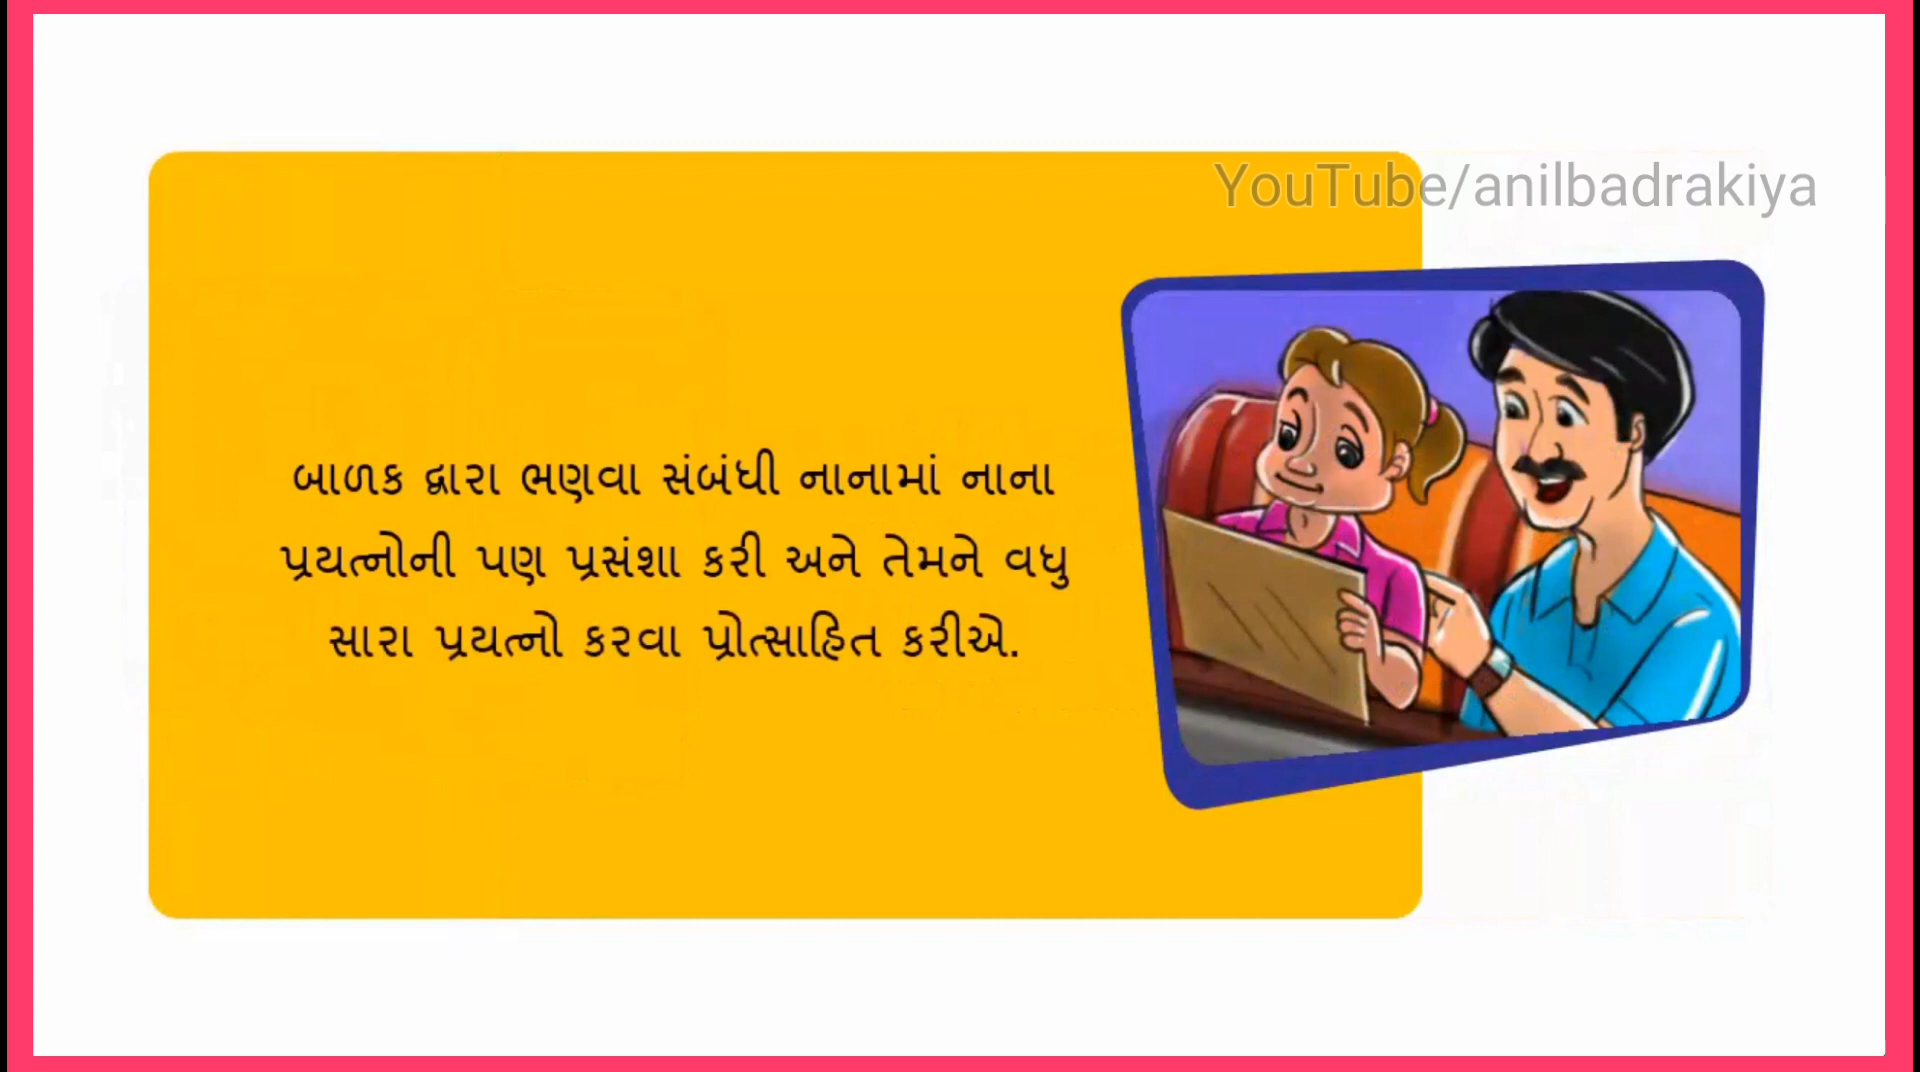 YouTube/anilbadrakiya
બાળક દ્વારા ભણવા સંબંધી નાનામાં નાના
પ્રયત્નોની પણ પ્રસંશા કરી અને તેમને વધુ
સારા પ્રયત્નો કરવા પ્રોત્સાહિત કરીએ.